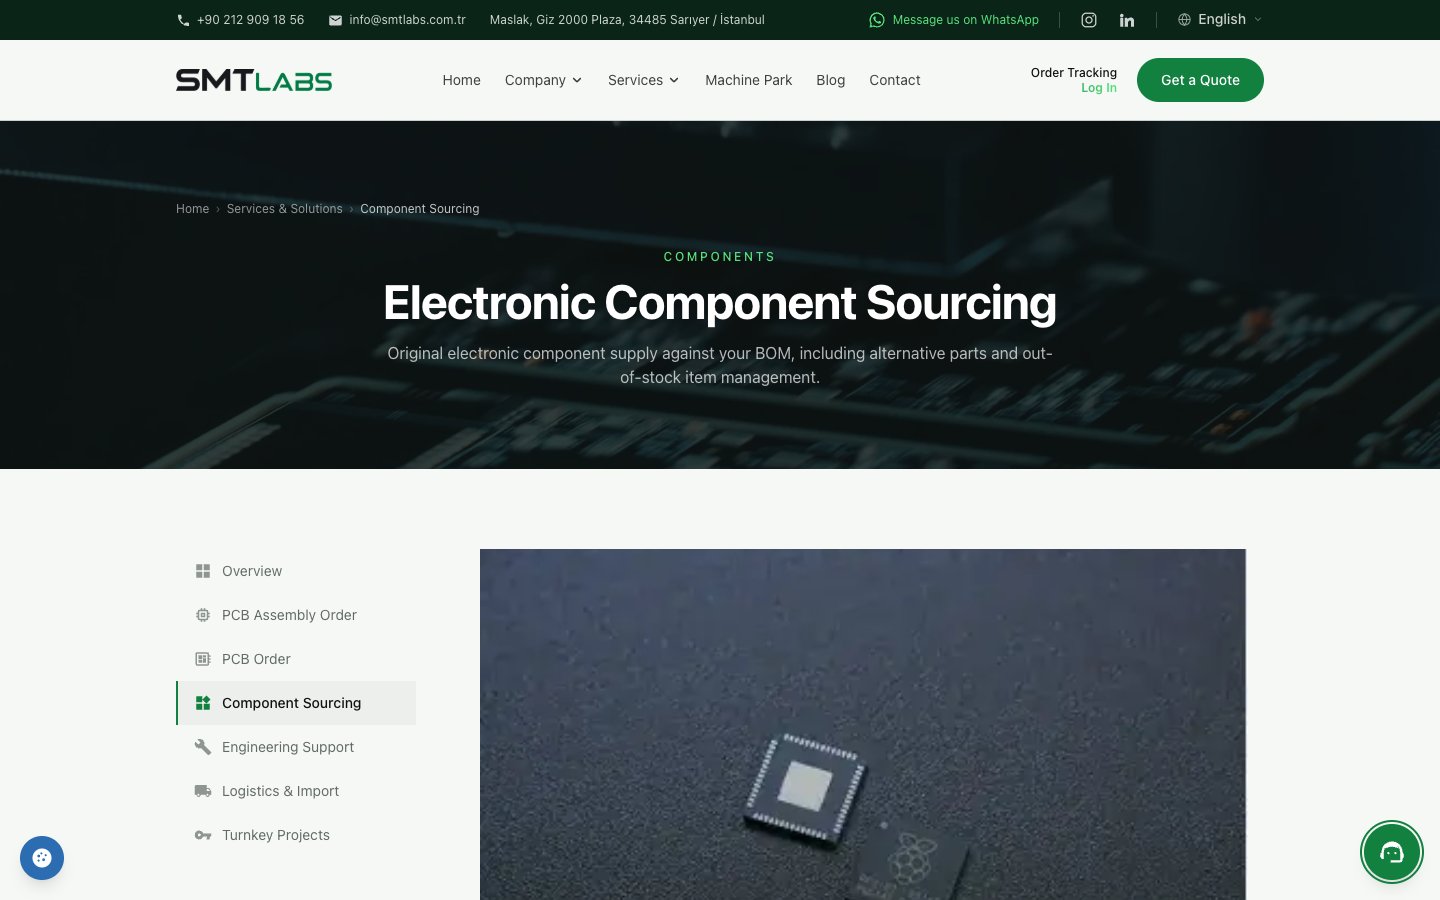 +90 212 909 18 56
info@smtlabs.com.tr
Maslak, Giz 2000 Plaza, 34485 Sarıyer / İstanbul
Message us on WhatsApp
English
SMTLABS
Home
Company
Services
Machine Park
Blog
Contact
Order Tracking
Log In
Get a Quote
Home › Services & Solutions › Component Sourcing
COMPONENTS
Electronic Component Sourcing
Original electronic component supply against your BOM, including alternative parts and out-
of-stock item management.
Overview
PCB Assembly Order
PCB Order
Component Sourcing
Engineering Support
Logistics & Import
Turnkey Projects